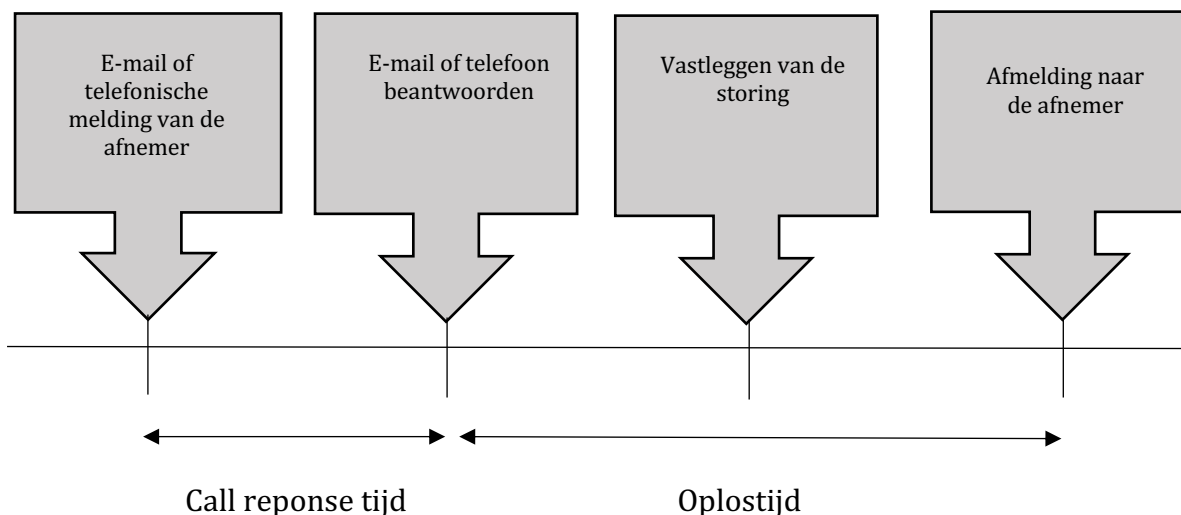 E-mail of
telefonische
melding van de
afnemer
E-mail of telefoon
beantwoorden
Vastleggen van de
storing
Afmelding naar
de afnemer
Call reponse tijd
Oplostijd